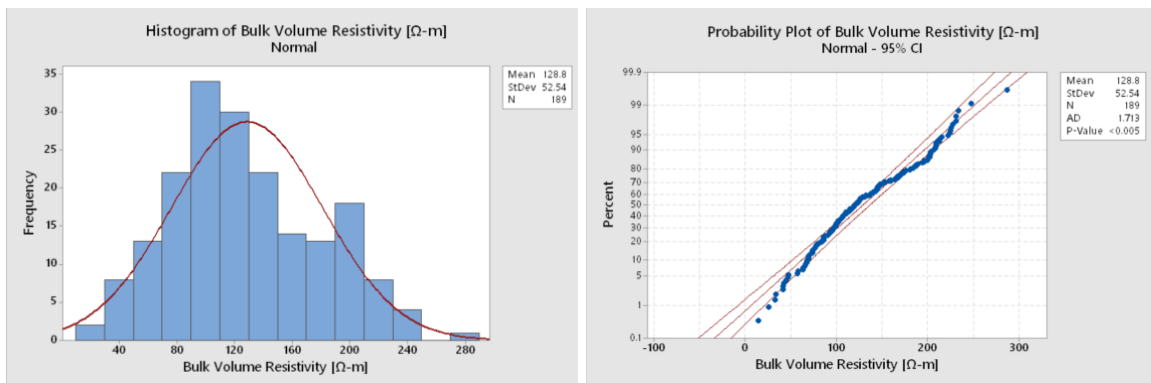 Histogram of Bulk Volume Resistivity [Ω-m]
Normal
Mean 128.8
StDev 52.54
N 189
35
30
25
20
15
10
5
0
Frequency
40 80 120 160 200 240 280
Bulk Volume Resistivity [Ω-m]
Probability Plot of Bulk Volume Resistivity [Ω-m]
Normal - 95% CI
Mean 128.8
StDev 52.54
N 189
AD 1.713
P-Value <0.005
99.9
99
95
90
80
70
60
50
40
30
20
10
5
1
0.1
Percent
-100 0 100 200 300
Bulk Volume Resistivity [Ω-m]